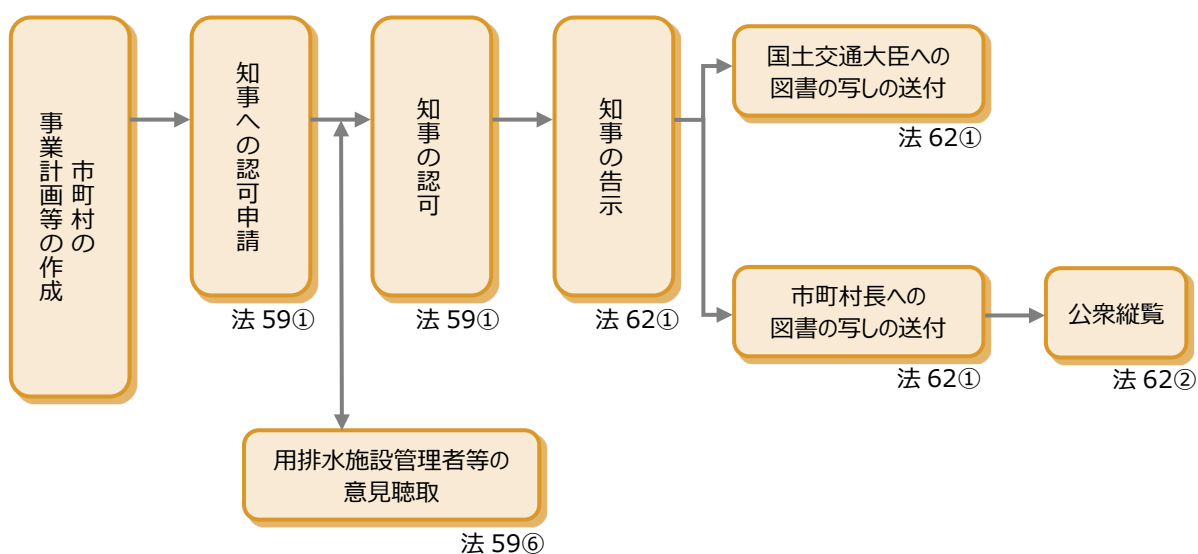 市町村の
事業計画等の作成
知事への認可申請
法 59①
知事の認可
法 59①
知事の告示
法 62①
国土交通大臣への
図書の写しの送付
法 62①
市町村長への
図書の写しの送付
法 62①
公衆縦覧
法 62②
用排水施設管理者等の
意見聴取
法 59⑥